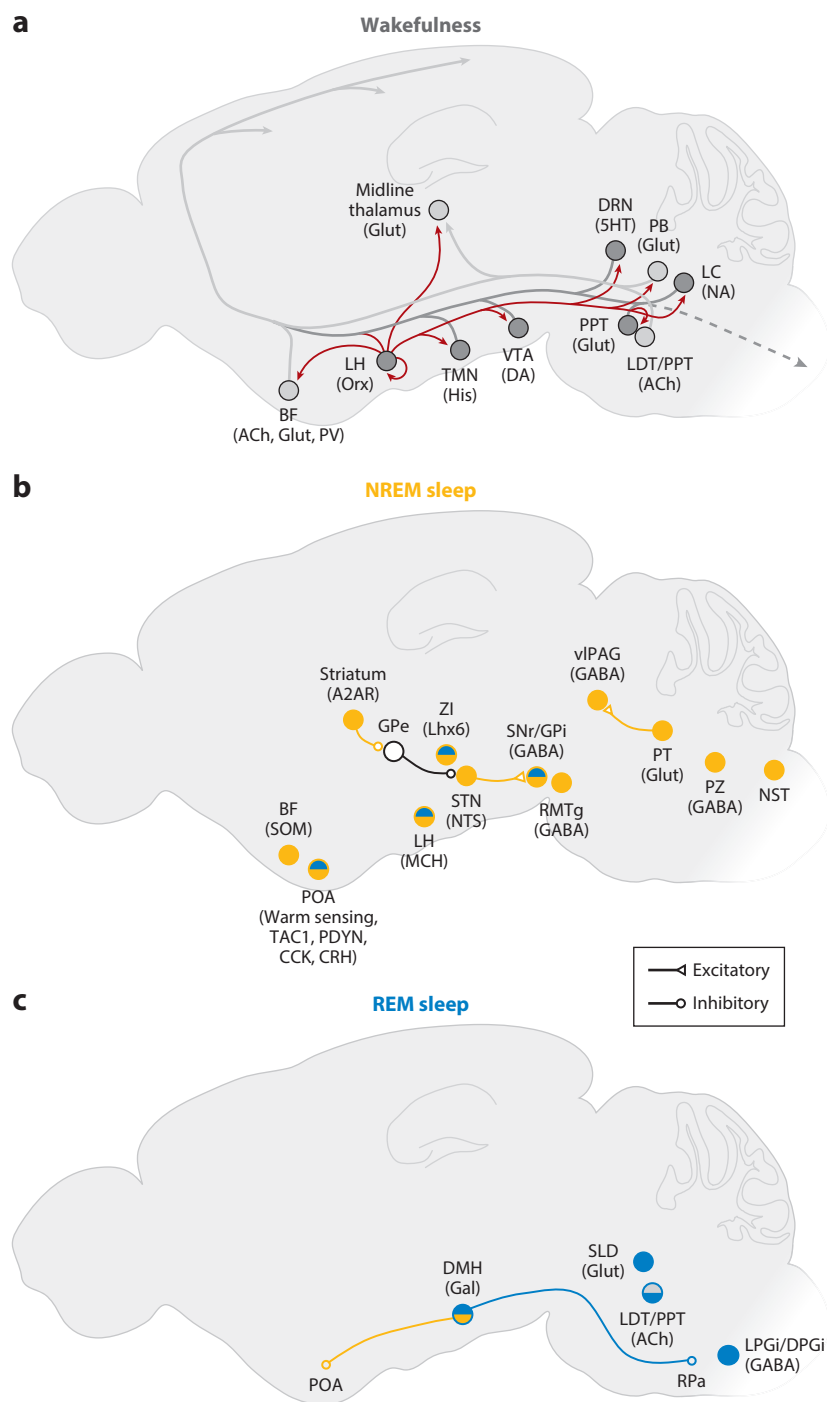 a
Wakefulness
Midline
thalamus
(Glut)
DRN
(5HT)
PB
(Glut)
LC
(NA)
PPT
(Glut)
LDT/PPT
(ACh)
VTA
(DA)
TMN
(His)
LH
(Orx)
BF
(ACh, Glut, PV)
b
NREM sleep
Striatum
(A2AR)
GPe
ZI
(Lhx6)
SNr/GPi
(GABA)
vlPAG
(GABA)
PT
(Glut)
PZ
(GABA)
NST
STN
(NTS)
RMTg
(GABA)
LH
(MCH)
BF
(SOM)
POA
(Warm sensing,
TAC1, PDYN,
CCK, CRH)
Excitatory
Inhibitory
c
REM sleep
SLD
(Glut)
DMH
(Gal)
LDT/PPT
(ACh)
LPGi/DPGi
(GABA)
POA
RPa